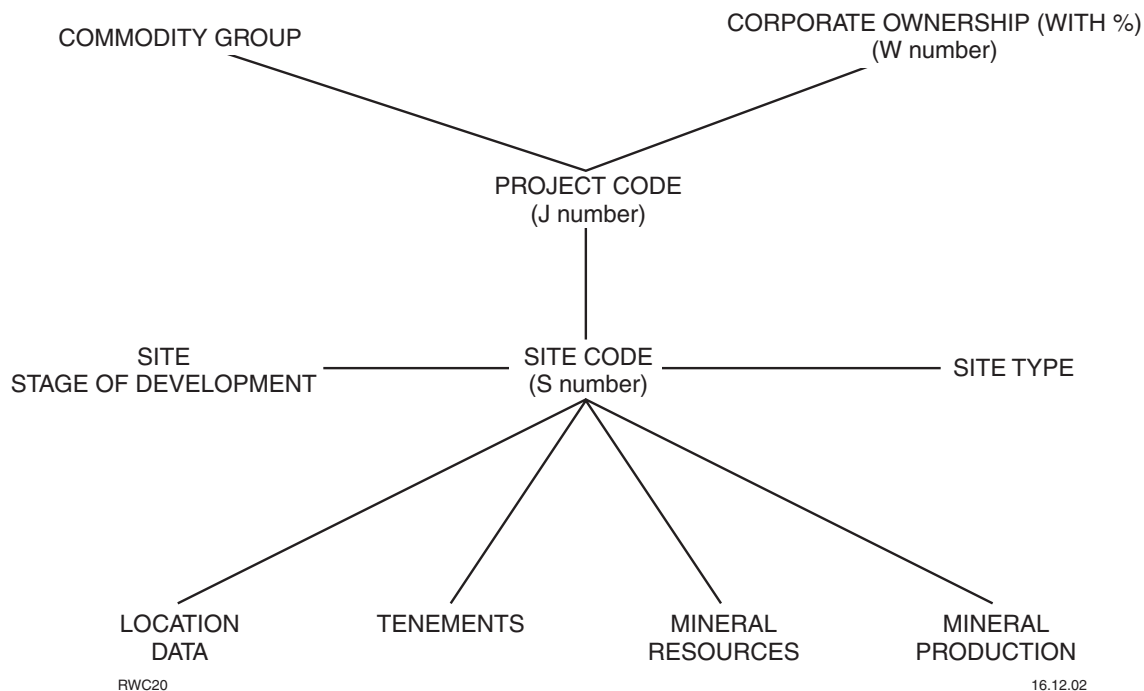 COMMODITY GROUP
CORPORATE OWNERSHIP (WITH %)
(W number)
PROJECT CODE
(J number)
SITE
STAGE OF DEVELOPMENT
SITE CODE
(S number)
SITE TYPE
LOCATION
DATA
TENEMENTS
MINERAL
RESOURCES
MINERAL
PRODUCTION
RWC20
16.12.02